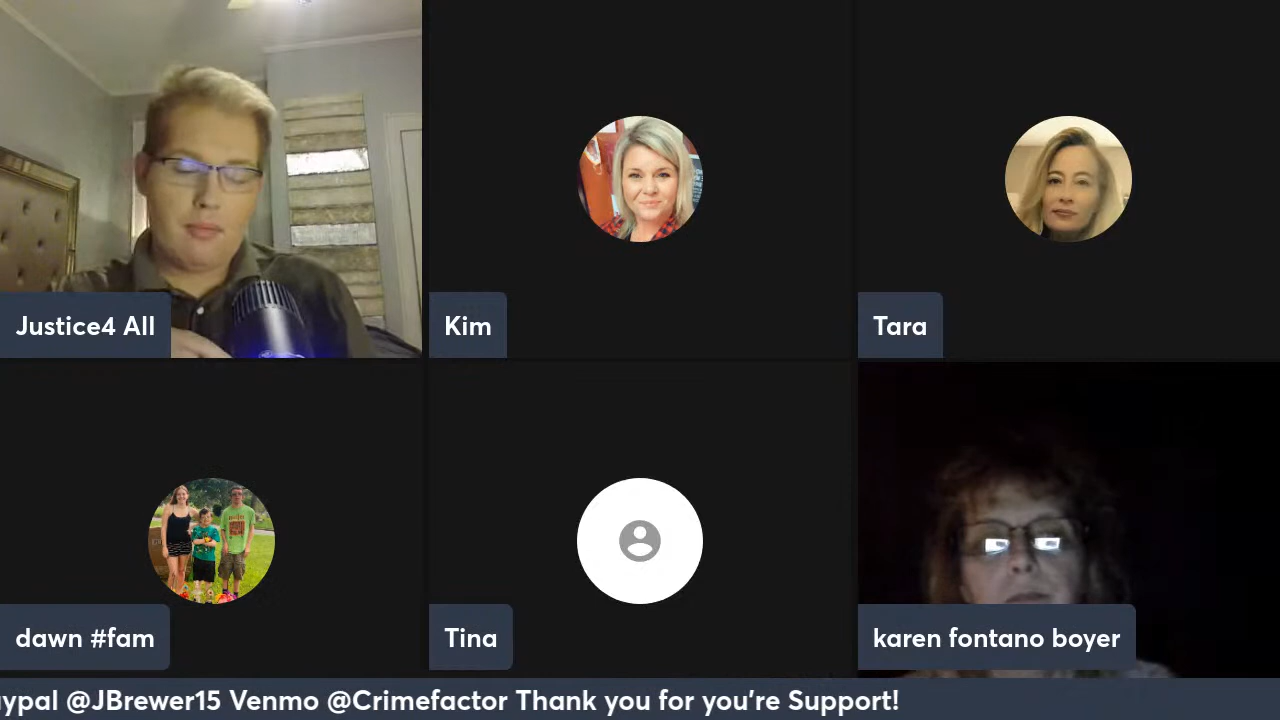 Justice4 All
Kim
Tara
dawn #fam
Tina
karen fontano boyer
aypal @JBrewer15 Venmo @Crimefactor Thank you for you're Support!